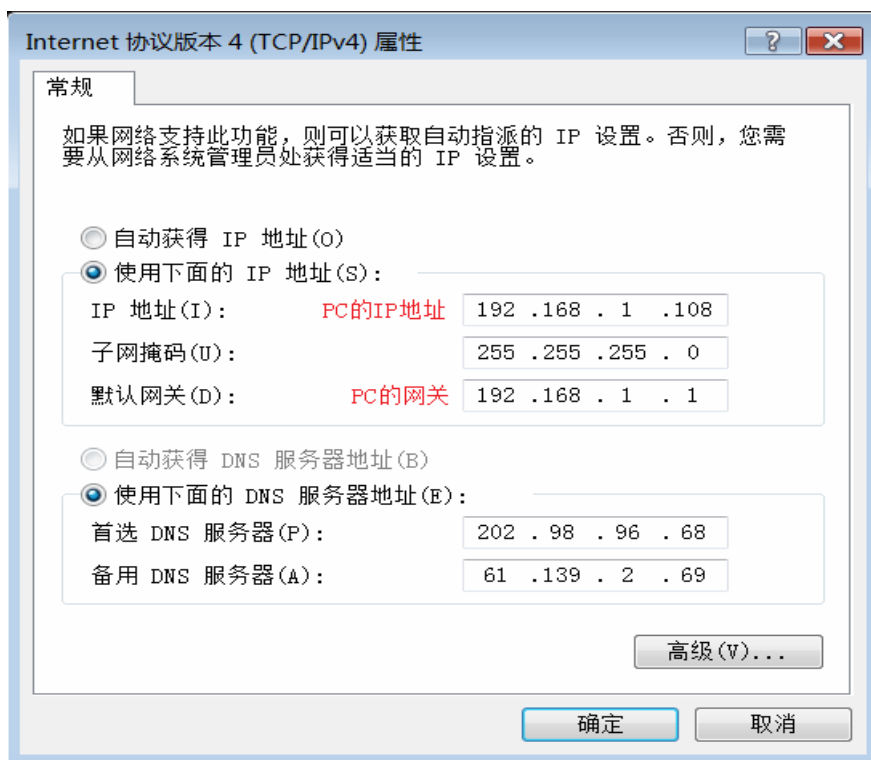 Internet 协议版本 4 (TCP/IPv4) 属性
常规
如果网络支持此功能，则可以获取自动指派的 IP 设置。否则，您需
要从网络系统管理员处获得适当的 IP 设置。
自动获得 IP 地址(O)
使用下面的 IP 地址(S):
IP 地址(I): PC的IP地址 192 .168 . 1 .108
子网掩码(U): 255 .255 .255 . 0
默认网关(D): PC的网关 192 .168 . 1 . 1
自动获得 DNS 服务器地址(B)
使用下面的 DNS 服务器地址(E):
首选 DNS 服务器(P): 202 . 98 . 96 . 68
备用 DNS 服务器(A): 61 .139 . 2 . 69
高级(V)...
确定 取消